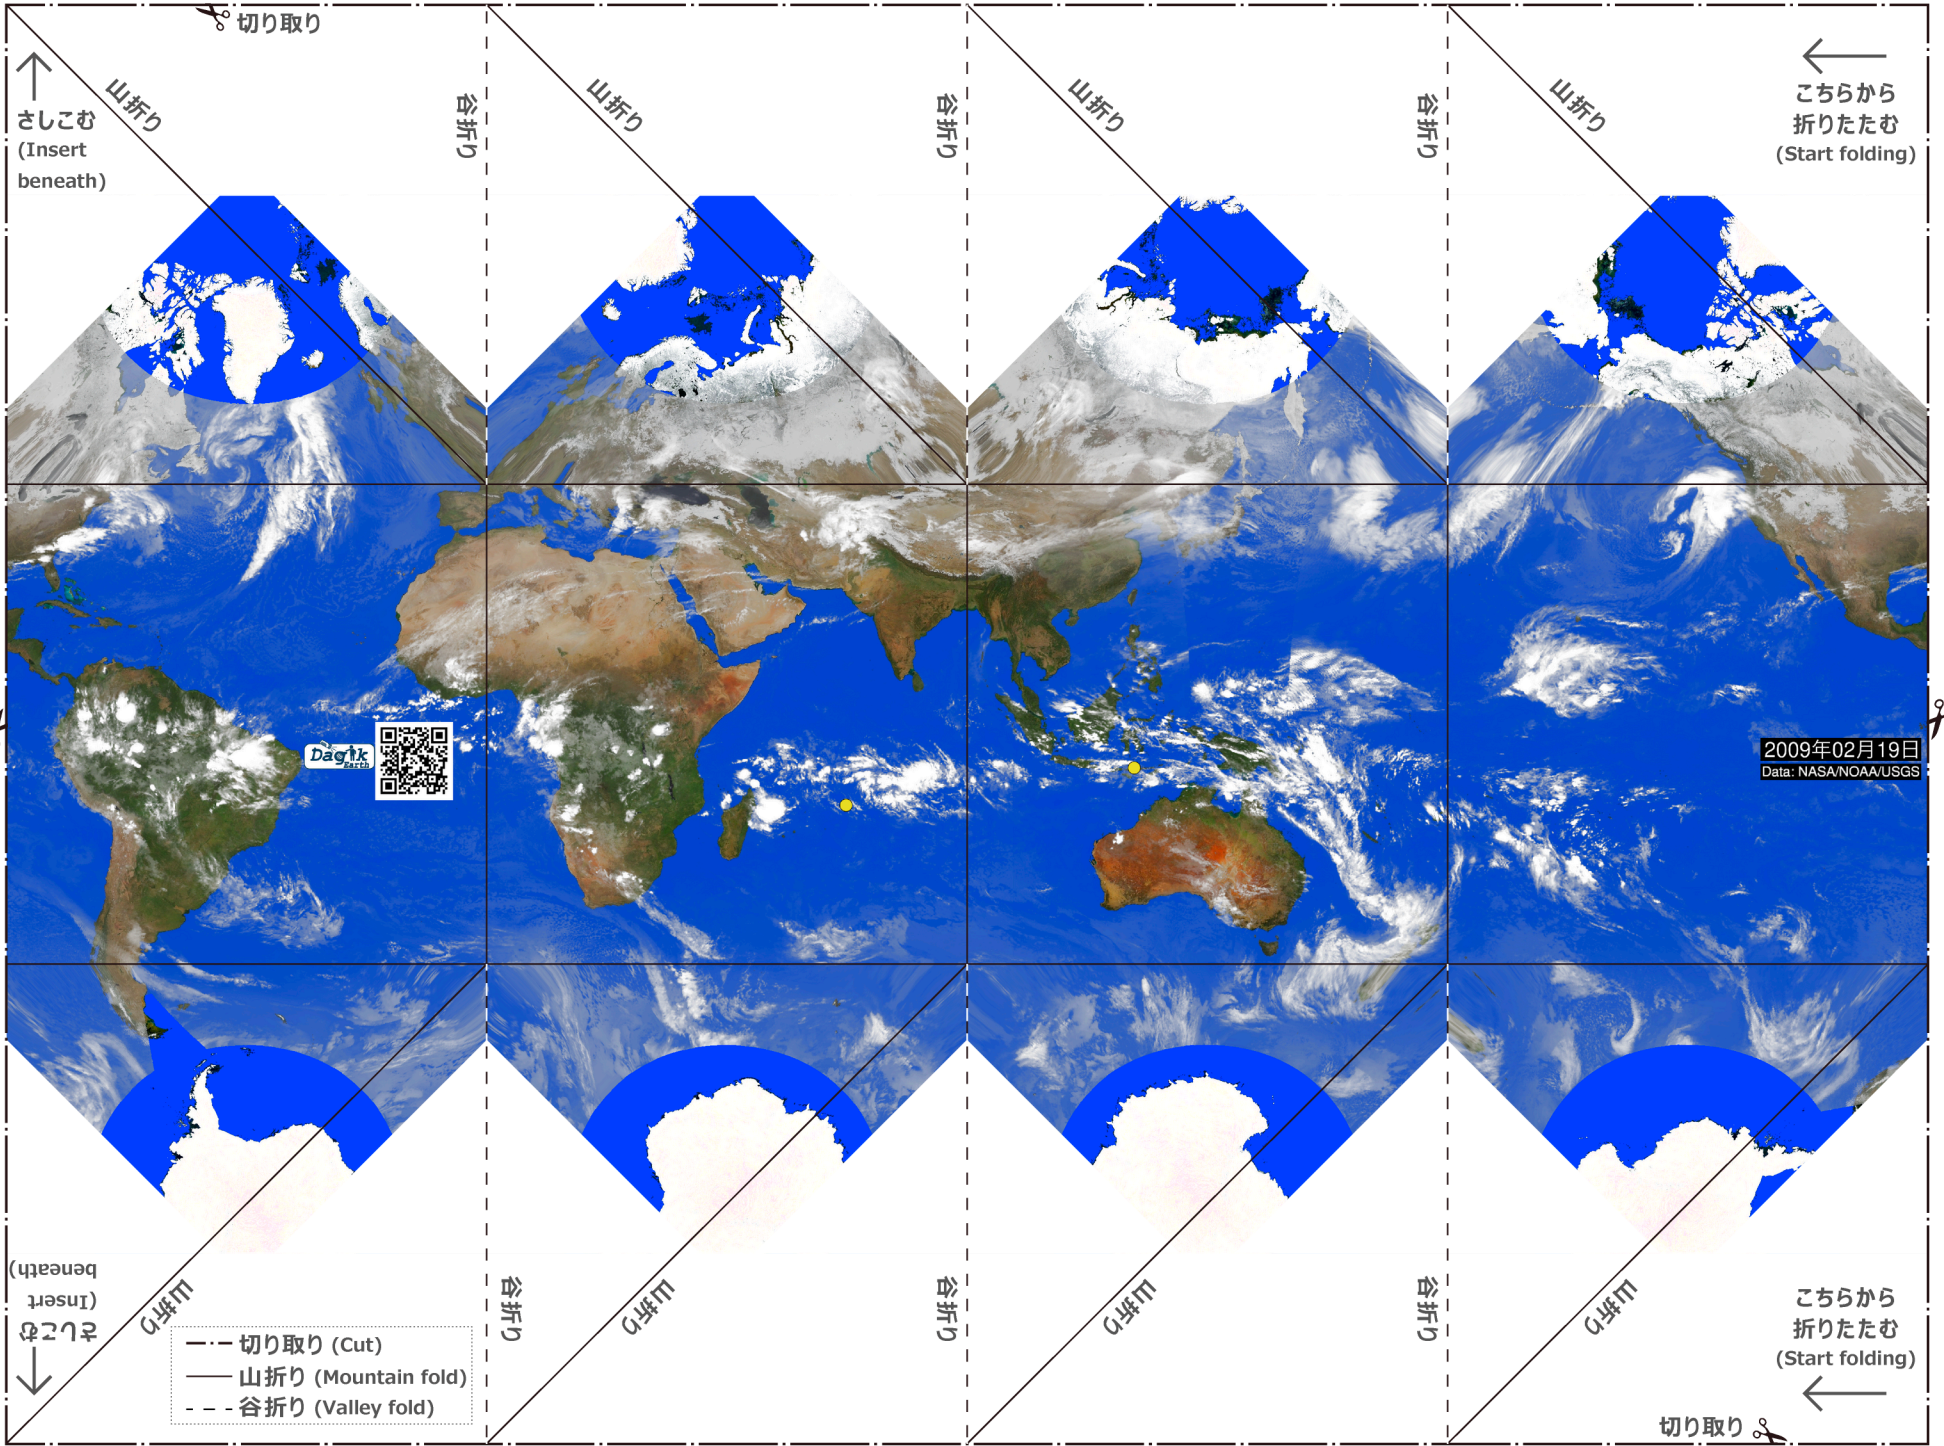 切り取り
山折り
谷折り
山折り
谷折り
山折り
谷折り
山折り
さしこむ
(Insert
beneath)
こちらから
折りたたむ
(Start folding)
Dagik
Earth
2009年02月19日
Data: NASA/NOAA/USGS
さしこむ
(Insert
beneath)
山折り
谷折り
山折り
谷折り
山折り
谷折り
山折り
切り取り (Cut)
山折り (Mountain fold)
谷折り (Valley fold)
こちらから
折りたたむ
(Start folding)
切り取り